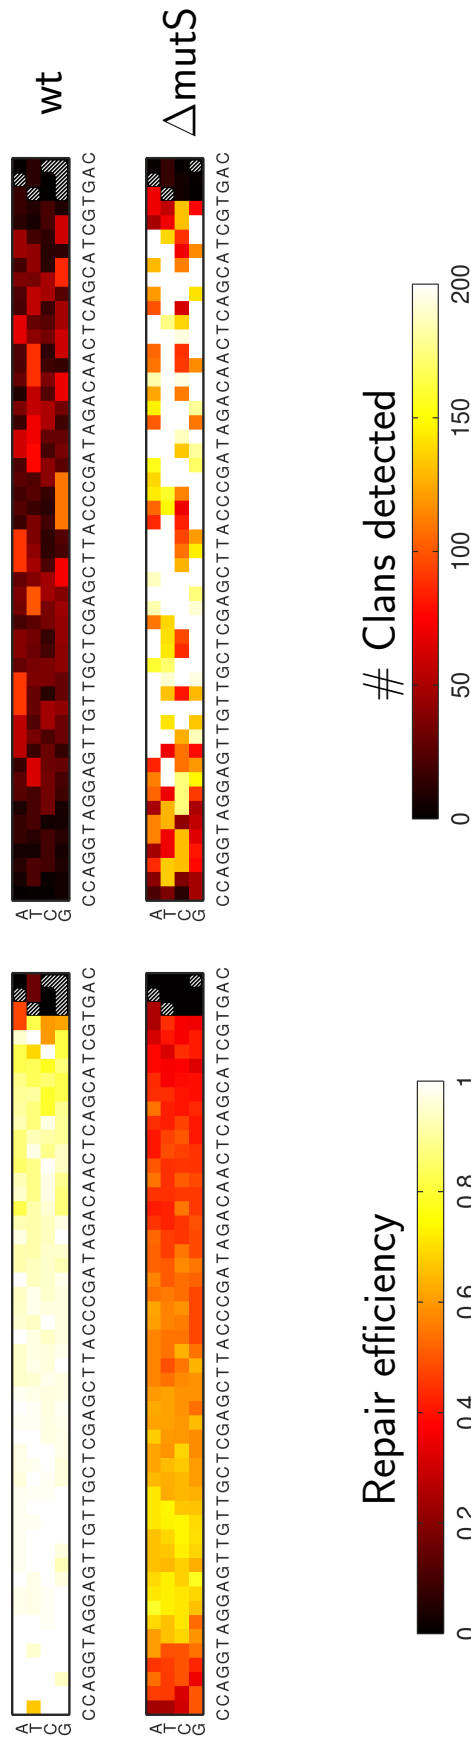 A
T
C
G
CCAGGTAGGAGTTGTTGCTCGAGCTTACCCGATAGACAACTCAGCATCGTGAC
A
T
C
G
CCAGGTAGGAGTTGTTGCTCGAGCTTACCCGATAGACAACTCAGCATCGTGAC
wt
A
T
C
G
CCAGGTAGGAGTTGTTGCTCGAGCTTACCCGATAGACAACTCAGCATCGTGAC
A
T
C
G
CCAGGTAGGAGTTGTTGCTCGAGCTTACCCGATAGACAACTCAGCATCGTGAC
ΔmutS
Repair efficiency
0 0.2 0.4 0.6 0.8 1
# Clans detected
0 50 100 150 200